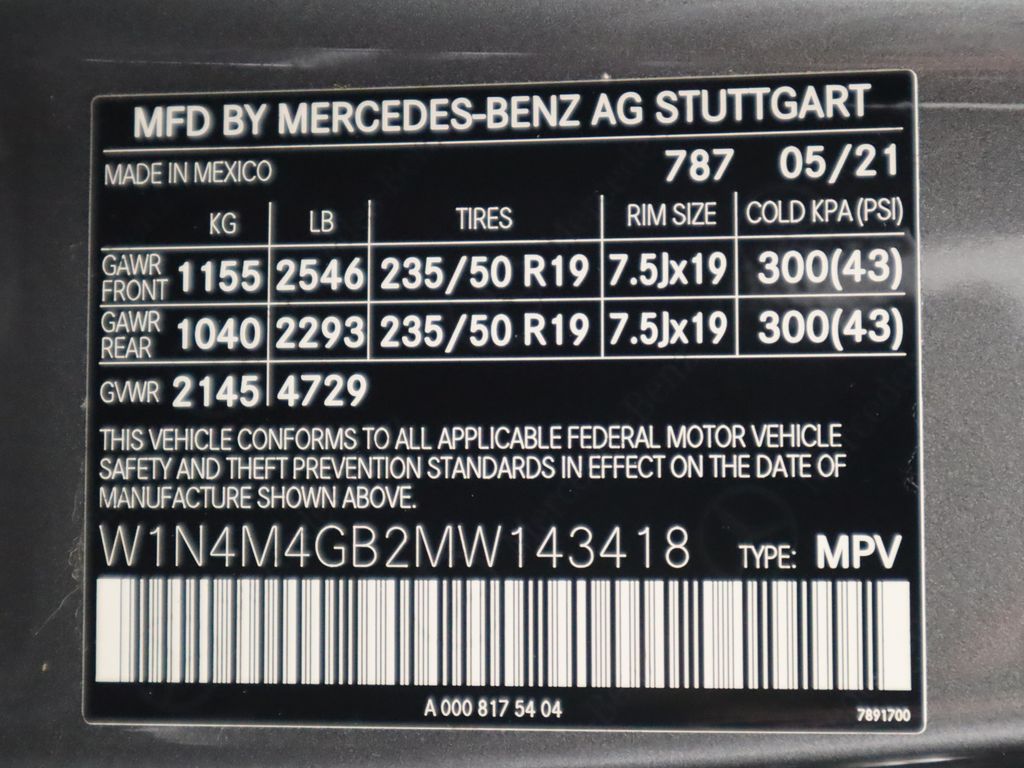 MFD BY MERCEDES-BENZ AG STUTTGART
MADE IN MEXICO 787 05/21
KG LB TIRES RIM SIZE COLD KPA (PSI)
GAWR FRONT 1155 2546 235/50 R19 7.5Jx19 300(43)
GAWR REAR 1040 2293 235/50 R19 7.5Jx19 300(43)
GVWR 2145 4729
THIS VEHICLE CONFORMS TO ALL APPLICABLE FEDERAL MOTOR VEHICLE
SAFETY AND THEFT PREVENTION STANDARDS IN EFFECT ON THE DATE OF
MANUFACTURE SHOWN ABOVE.
W1N4M4GB2MW143418 TYPE: MPV
A 000 817 54 04
7891700